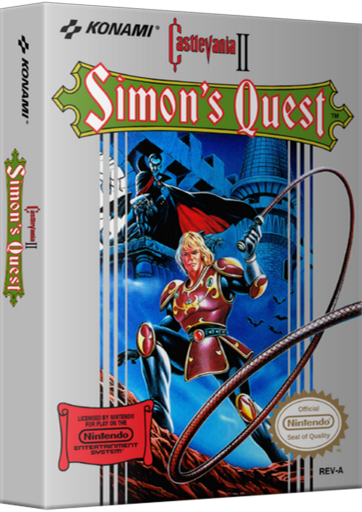 KONAMI®
Castlevania II
Simon's Quest™
LICENSED BY NINTENDO
FOR PLAY ON THE
Nintendo
ENTERTAINMENT
SYSTEM®
Official
Nintendo
Seal of Quality
REV-A
KONAMI®
Castlevania II
Simon's Quest